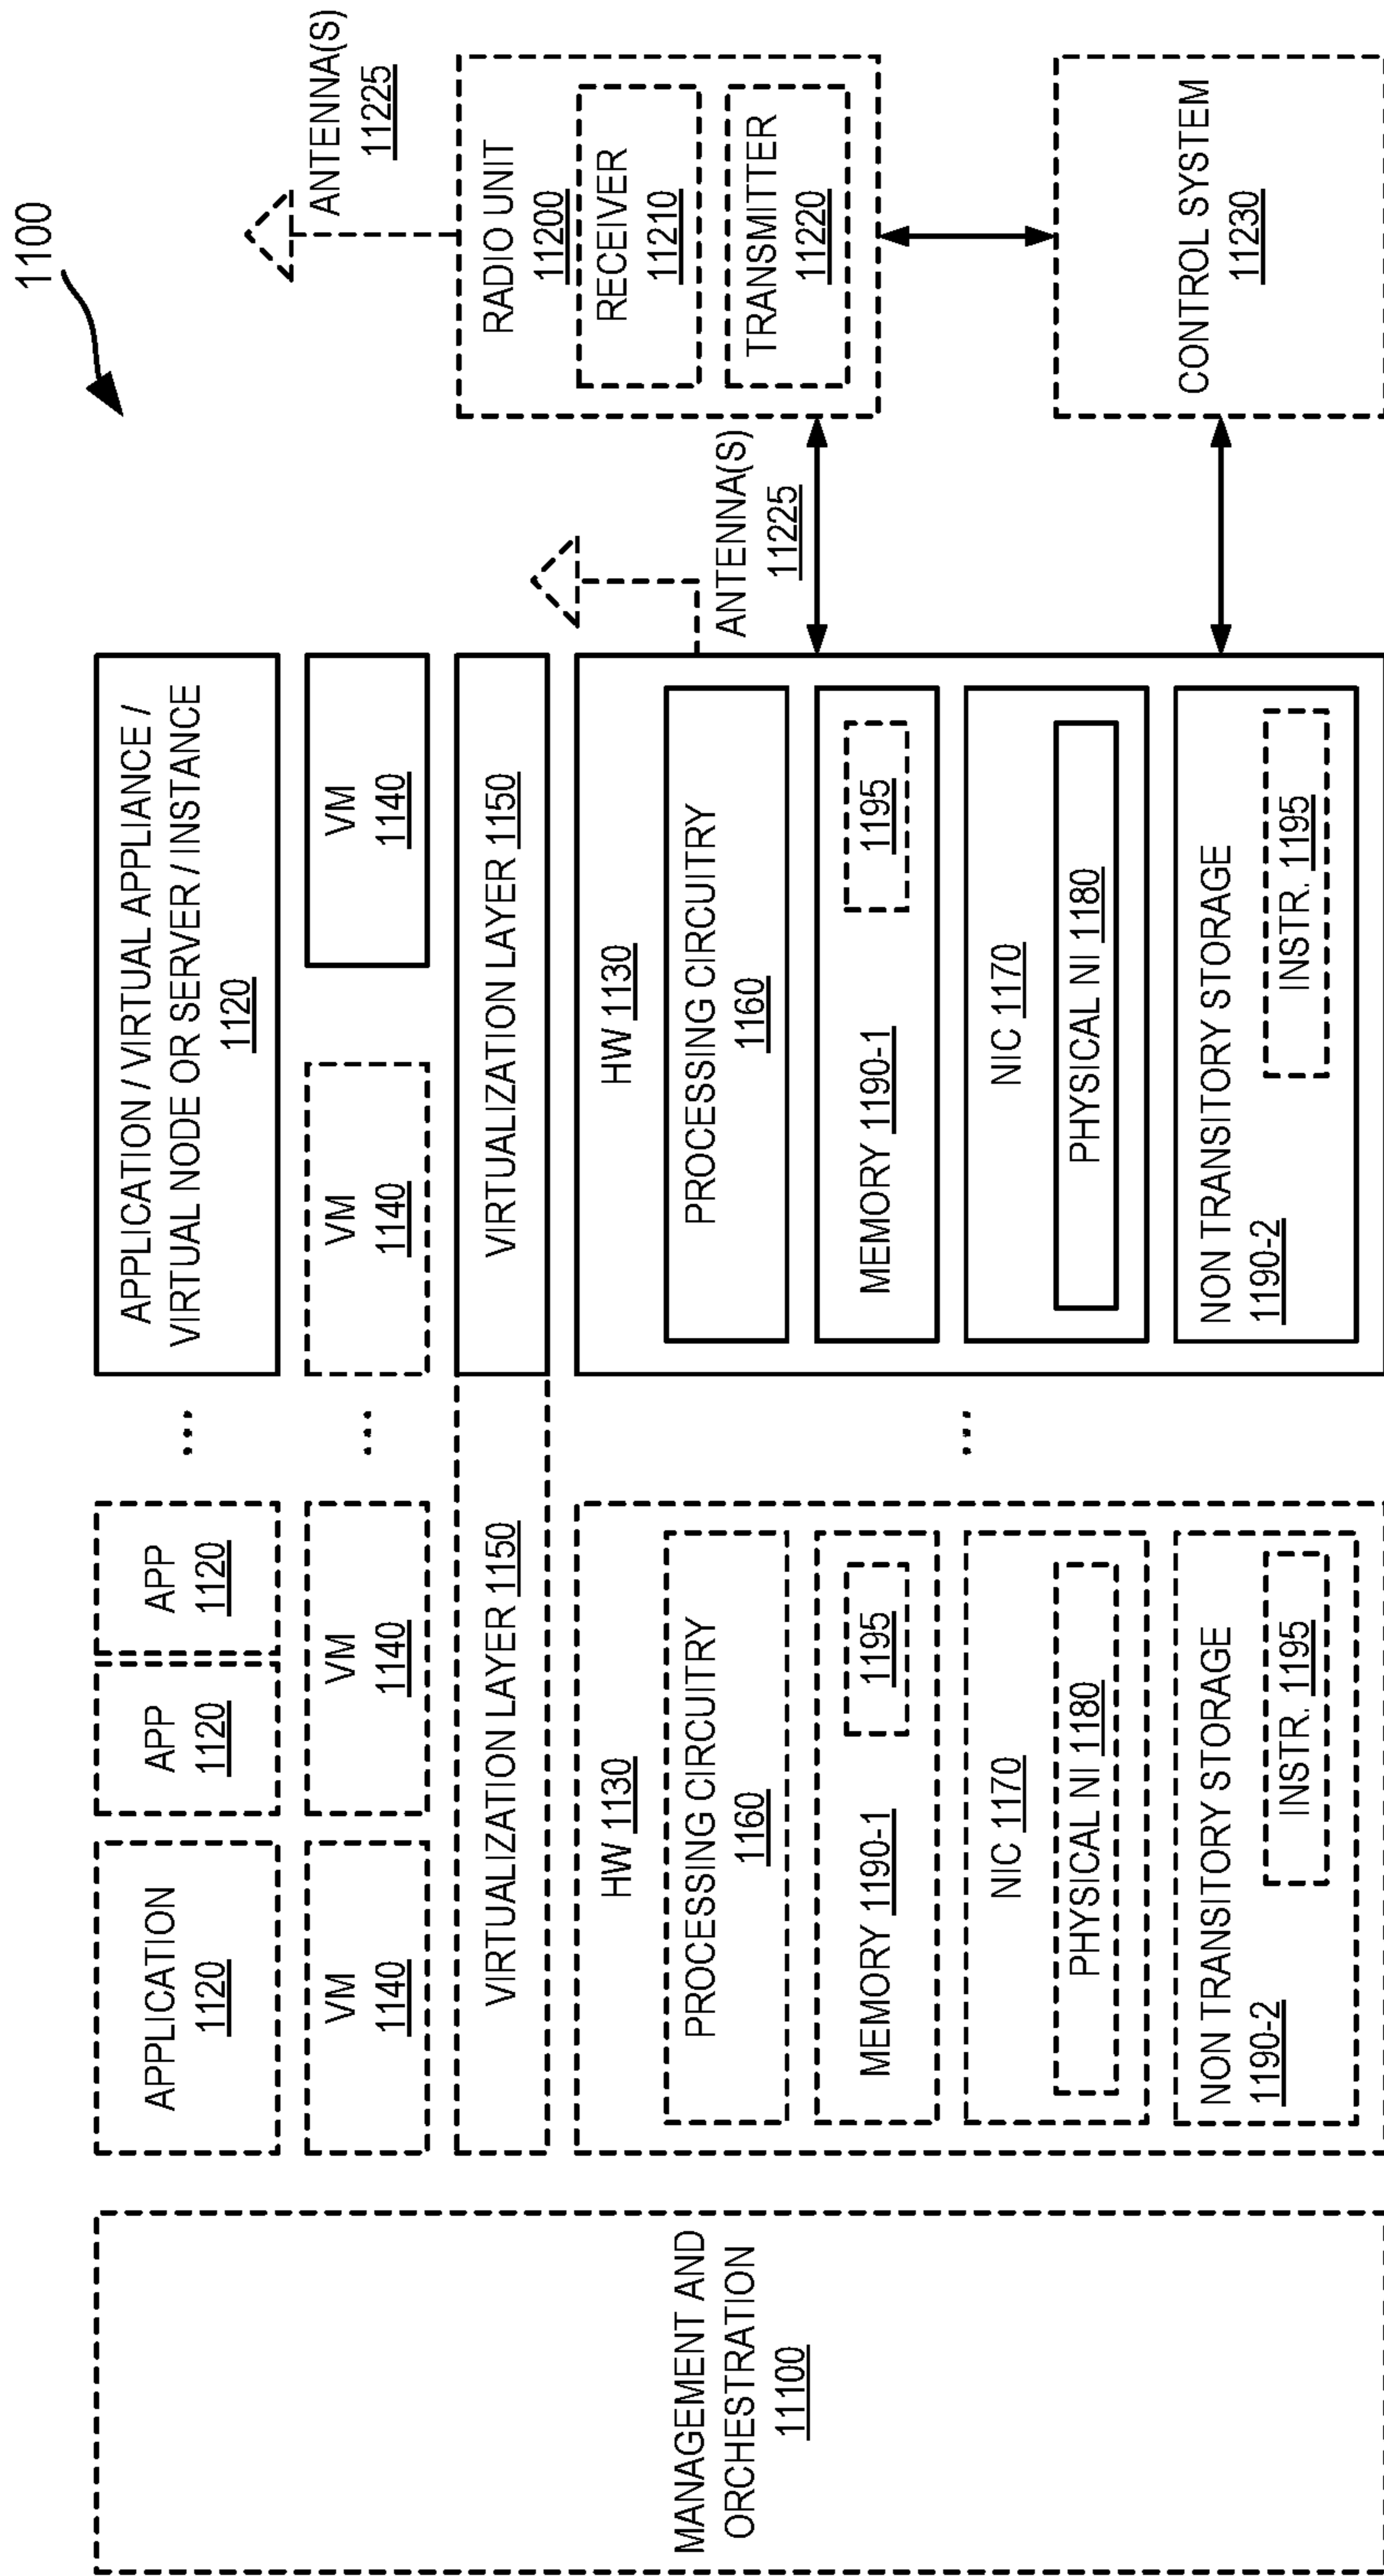 1100
MANAGEMENT AND
ORCHESTRATION
11100
APPLICATION
1120
APP
1120
APP
1120
...
APPLICATION / VIRTUAL APPLIANCE /
VIRTUAL NODE OR SERVER / INSTANCE
1120
VM
1140
VM
1140
...
VM
1140
VM
1140
VIRTUALIZATION LAYER 1150
VIRTUALIZATION LAYER 1150
HW 1130
PROCESSING CIRCUITRY
1160
MEMORY 1190-1
1195
NIC 1170
PHYSICAL NI 1180
NON TRANSITORY STORAGE
1190-2
INSTR. 1195
...
HW 1130
PROCESSING CIRCUITRY
1160
MEMORY 1190-1
1195
NIC 1170
PHYSICAL NI 1180
NON TRANSITORY STORAGE
1190-2
INSTR. 1195
ANTENNA(S)
11225
ANTENNA(S)
11225
RADIO UNIT
11200
RECEIVER
11210
TRANSMITTER
11220
CONTROL SYSTEM
11230